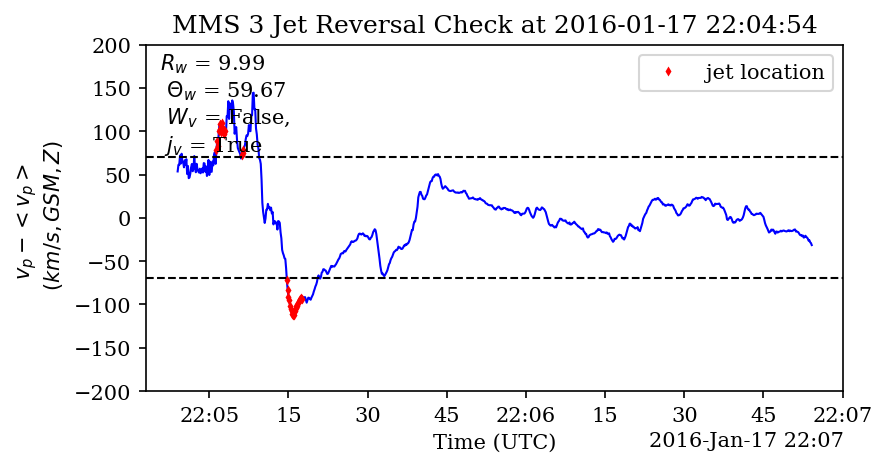 MMS 3 Jet Reversal Check at 2016-01-17 22:04:54
200
150
100
50
0
−50
−100
−150
−200
v_p − < v_p >
(km/s, GSM, Z)
R_w = 9.99
Θ_w = 59.67
W_v = False,
j_v = True
jet location
22:05 15 30 45 22:06 15 30 45 22:07
Time (UTC)
2016-Jan-17 22:07